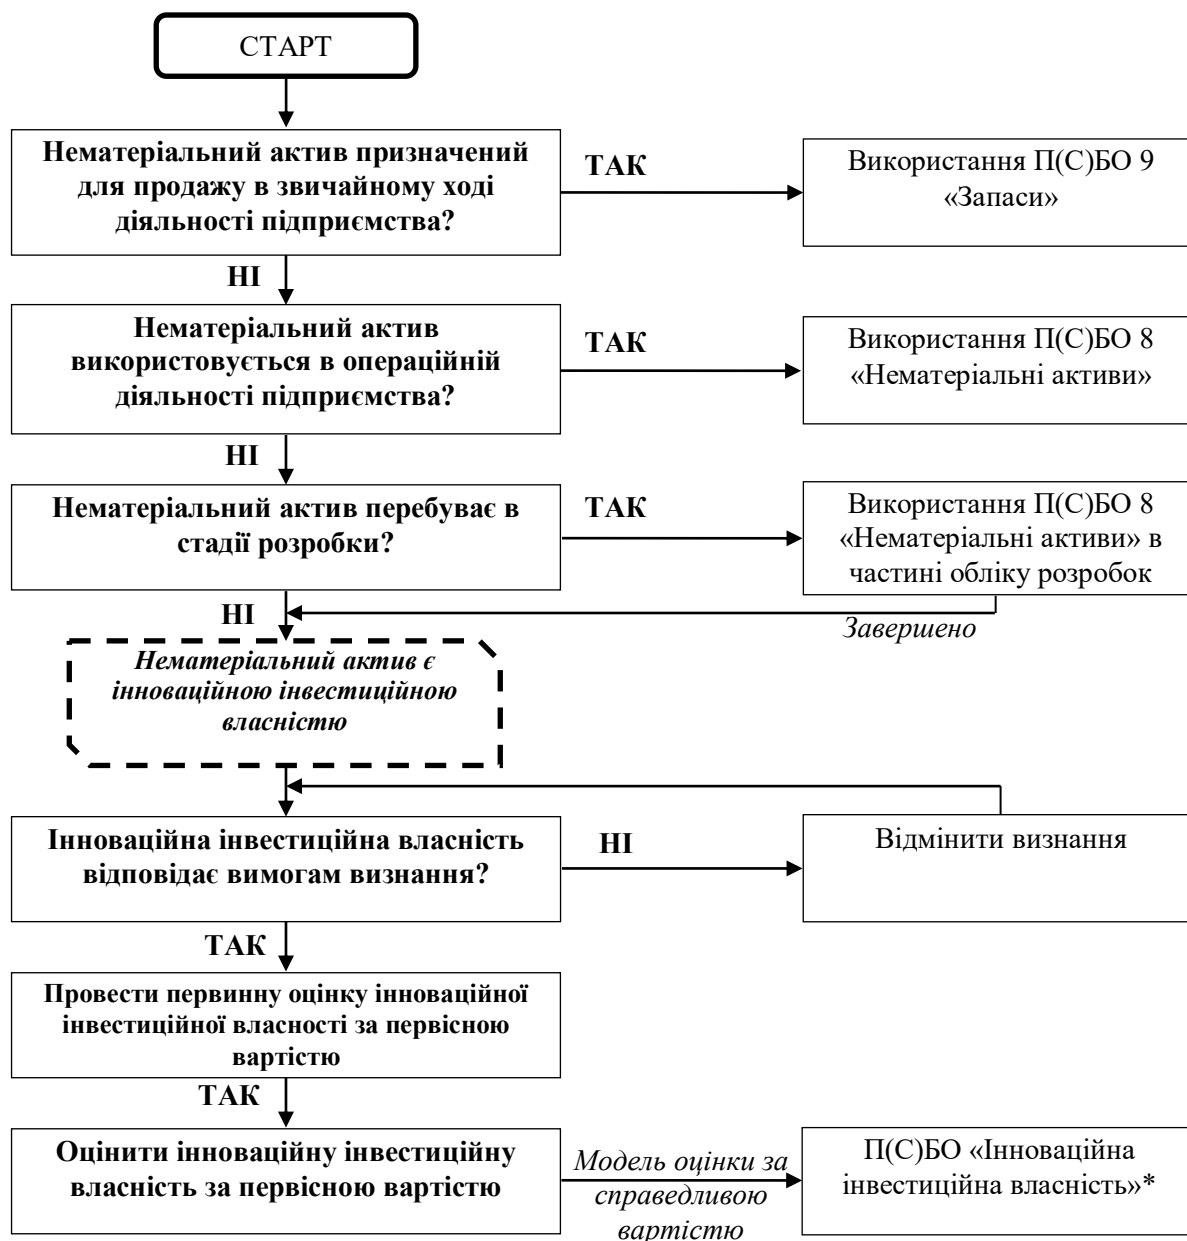 СТАРТ
Нематеріальний актив призначений
для продажу в звичайному ході
діяльності підприємства?
ТАК
Використання П(С)БО 9
«Запаси»
НІ
Нематеріальний актив
використовується в операційній
діяльності підприємства?
ТАК
Використання П(С)БО 8
«Нематеріальні активи»
НІ
Нематеріальний актив перебуває в
стадії розробки?
ТАК
Використання П(С)БО 8
«Нематеріальні активи» в
частині обліку розробок
НІ
Завершено
Нематеріальний актив є
інноваційною інвестиційною
власністю
Інноваційна інвестиційна власність
відповідає вимогам визнання?
НІ
Відмінити визнання
ТАК
Провести первинну оцінку інноваційної
інвестиційної власності за первісною
вартістю
ТАК
Оцінити інноваційну інвестиційну
власність за первісною вартістю
Модель оцінки за
справедливою
вартістю
П(С)БО «Інноваційна
інвестиційна власність»*